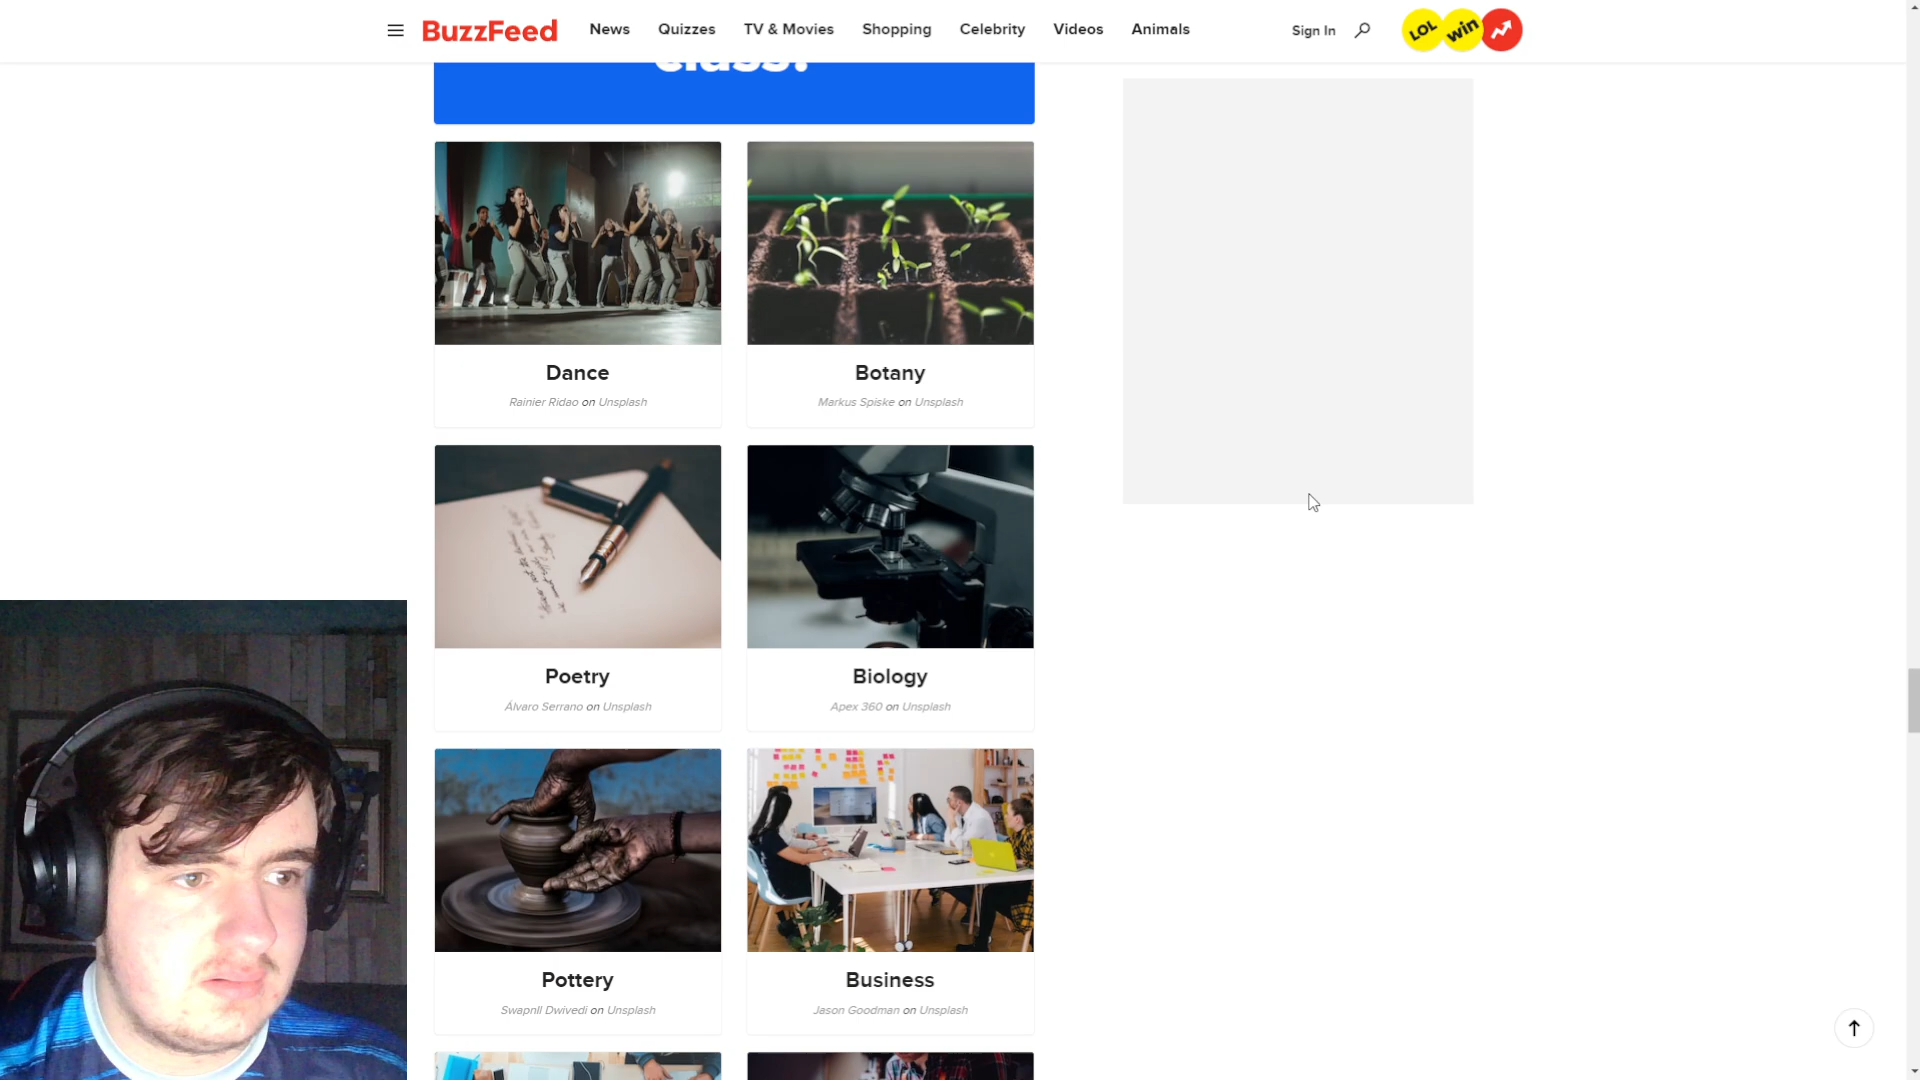 BuzzFeed News Quizzes TV & Movies Shopping Celebrity Videos Animals Sign In LOL win
class?
Dance
Rainier Ridao on Unsplash
Botany
Markus Spiske on Unsplash
Poetry
Álvaro Serrano on Unsplash
Biology
Apex 360 on Unsplash
Pottery
SwapnIl Dwivedi on Unsplash
Business
Jason Goodman on Unsplash